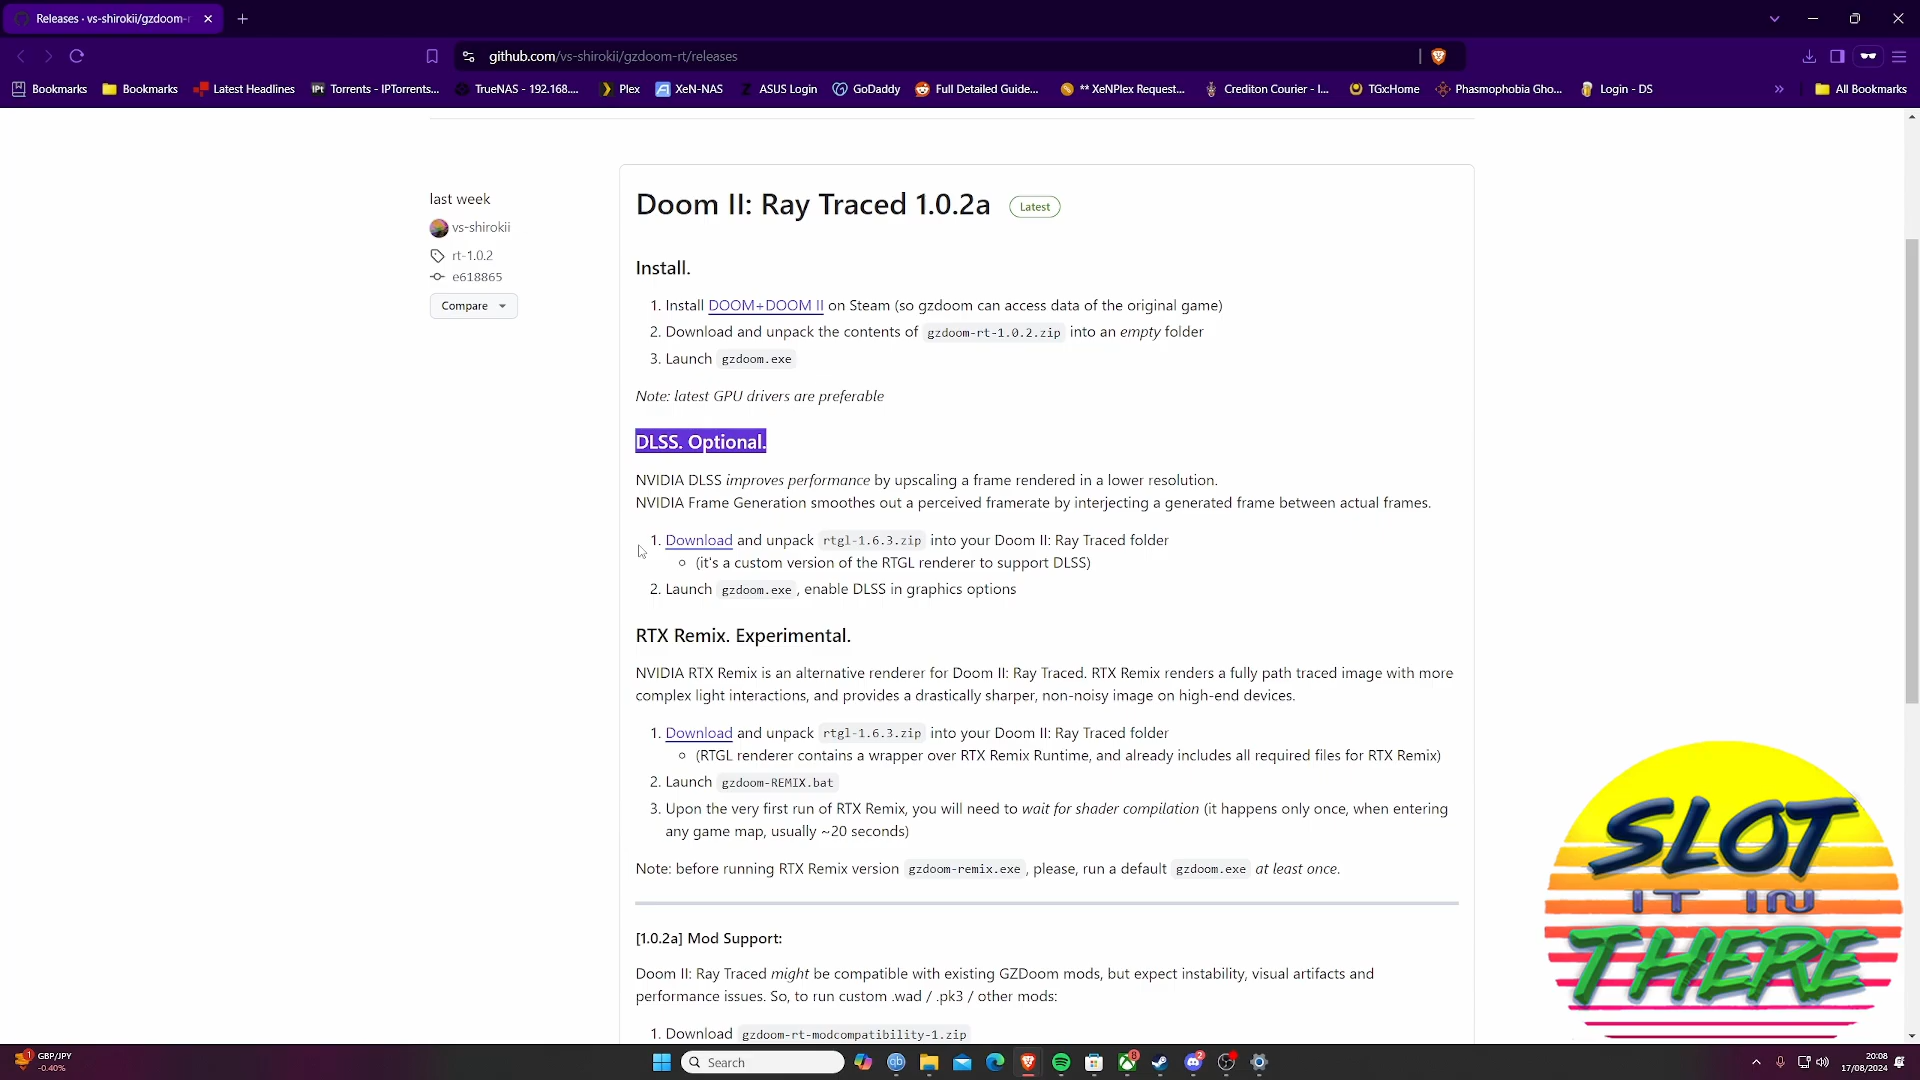 Releases · vs-shirokii/gzdoom-r
github.com/vs-shirokii/gzdoom-rt/releases
Bookmarks Bookmarks Latest Headlines IPt Torrents - IPTorrents... TrueNAS - 192.168.... Plex XeN-NAS ASUS Login GoDaddy Full Detailed Guide... ** XeNPlex Request... Crediton Courier - I... TGxHome Phasmophobia Gho... Login - DS » All Bookmarks
last week
vs-shirokii
rt-1.0.2
e618865
Compare
Doom II: Ray Traced 1.0.2a Latest
Install.
1. Install DOOM+DOOM II on Steam (so gzdoom can access data of the original game)
2. Download and unpack the contents of gzdoom-rt-1.0.2.zip into an empty folder
3. Launch gzdoom.exe
Note: latest GPU drivers are preferable
DLSS. Optional.
NVIDIA DLSS improves performance by upscaling a frame rendered in a lower resolution.
NVIDIA Frame Generation smoothes out a perceived framerate by interjecting a generated frame between actual frames.
1. Download and unpack rtgl-1.6.3.zip into your Doom II: Ray Traced folder
(it's a custom version of the RTGL renderer to support DLSS)
2. Launch gzdoom.exe , enable DLSS in graphics options
RTX Remix. Experimental.
NVIDIA RTX Remix is an alternative renderer for Doom II: Ray Traced. RTX Remix renders a fully path traced image with more
complex light interactions, and provides a drastically sharper, non-noisy image on high-end devices.
1. Download and unpack rtgl-1.6.3.zip into your Doom II: Ray Traced folder
(RTGL renderer contains a wrapper over RTX Remix Runtime, and already includes all required files for RTX Remix)
2. Launch gzdoom-REMIX.bat
3. Upon the very first run of RTX Remix, you will need to wait for shader compilation (it happens only once, when entering
any game map, usually ~20 seconds)
Note: before running RTX Remix version gzdoom-remix.exe , please, run a default gzdoom.exe at least once.
[1.0.2a] Mod Support:
Doom II: Ray Traced might be compatible with existing GZDoom mods, but expect instability, visual artifacts and
performance issues. So, to run custom .wad / .pk3 / other mods:
1. Download gzdoom-rt-modcompatibility-1.zip
SLOT
IT IN
THERE
GBP/JPY
-0.40%
Search
20:08
17/08/2024